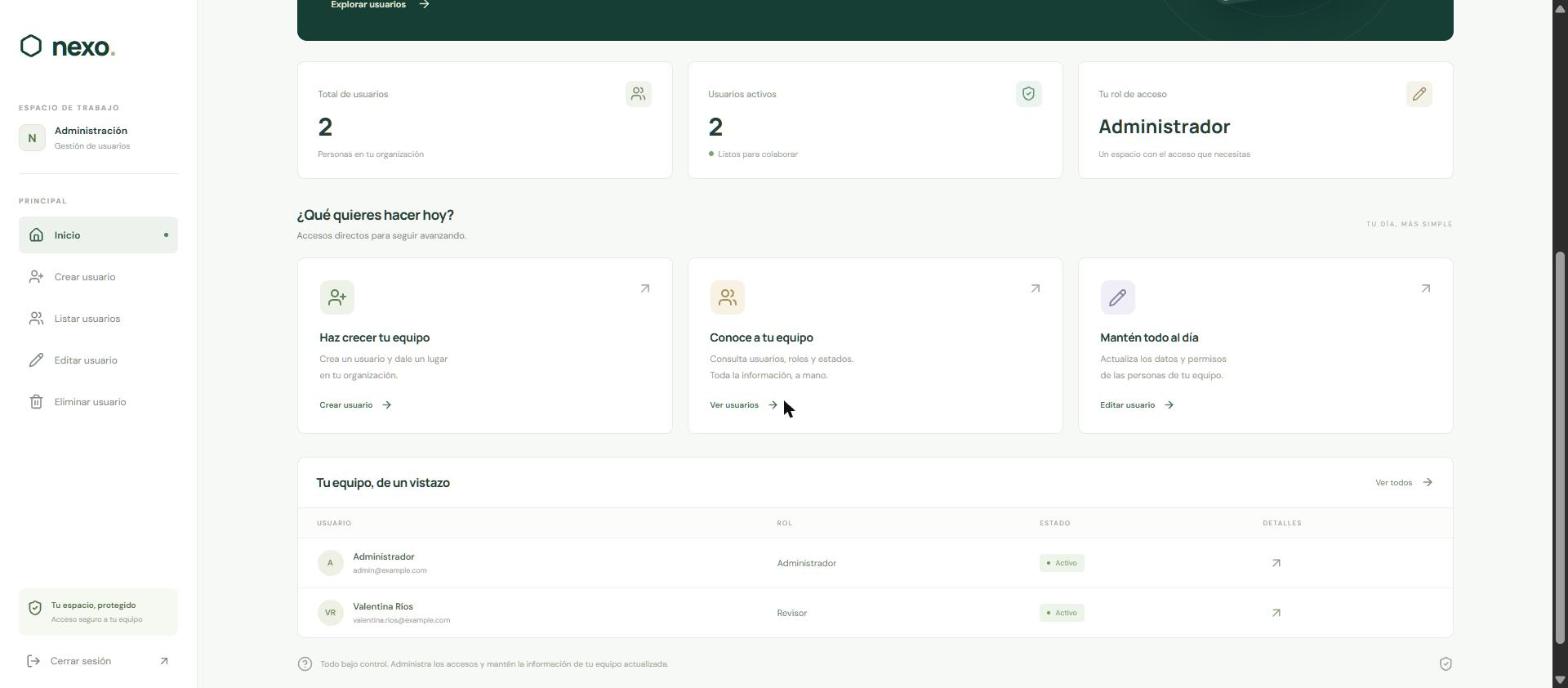 Explorar usuarios
nexo.
ESPACIO DE TRABAJO
N
Administración
Gestión de usuarios
PRINCIPAL
Inicio
Crear usuario
Listar usuarios
Editar usuario
Eliminar usuario
Tu espacio, protegido
Acceso seguro a tu equipo
Cerrar sesión
Total de usuarios
2
Personas en tu organización
Usuarios activos
2
Listos para colaborar
Tu rol de acceso
Administrador
Un espacio con el acceso que necesitas
¿Qué quieres hacer hoy?
Accesos directos para seguir avanzando.
TU DÍA, MÁS SIMPLE
Haz crecer tu equipo
Crea un usuario y dale un lugar
en tu organización.
Crear usuario
Conoce a tu equipo
Consulta usuarios, roles y estados.
Toda la información, a mano.
Ver usuarios
Mantén todo al día
Actualiza los datos y permisos
de las personas de tu equipo.
Editar usuario
Tu equipo, de un vistazo
Ver todos
USUARIO ROL ESTADO DETALLES
A
Administrador
admin@example.com
Administrador
Activo
VR
Valentina Ríos
valentina.rios@example.com
Revisor
Activo
Todo bajo control. Administra los accesos y mantén la información de tu equipo actualizada.